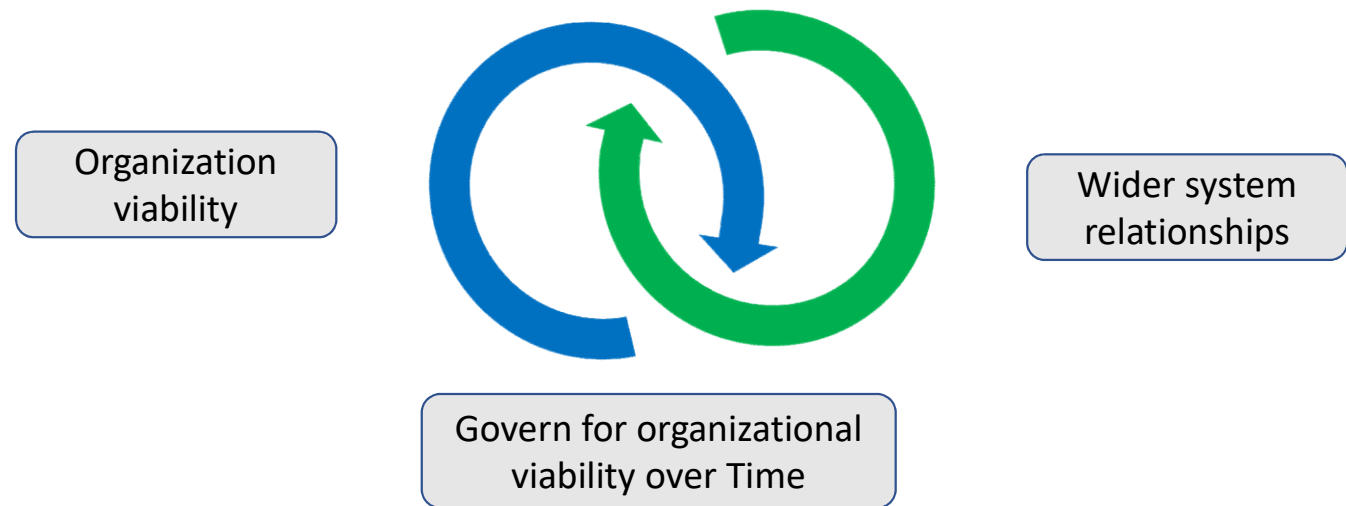 Organization
viability
Wider system
relationships
Govern for organizational
viability over Time